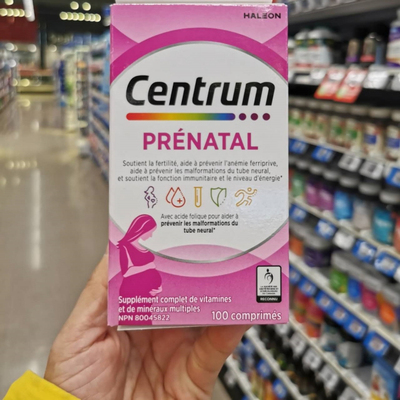 HALEON
Centrum
PRÉNATAL
Soutient la fertilité, aide à prévenir l'anémie ferriprive,
aide à prévenir les malformations du tube neural,
et soutient la fonction immunitaire et le niveau d'énergie*
Avec acide folique pour aider à
prévenir les malformations du
tube neural*
Supplément complet de vitamines
et de minéraux multiples
NPN 80045822
100 comprimés